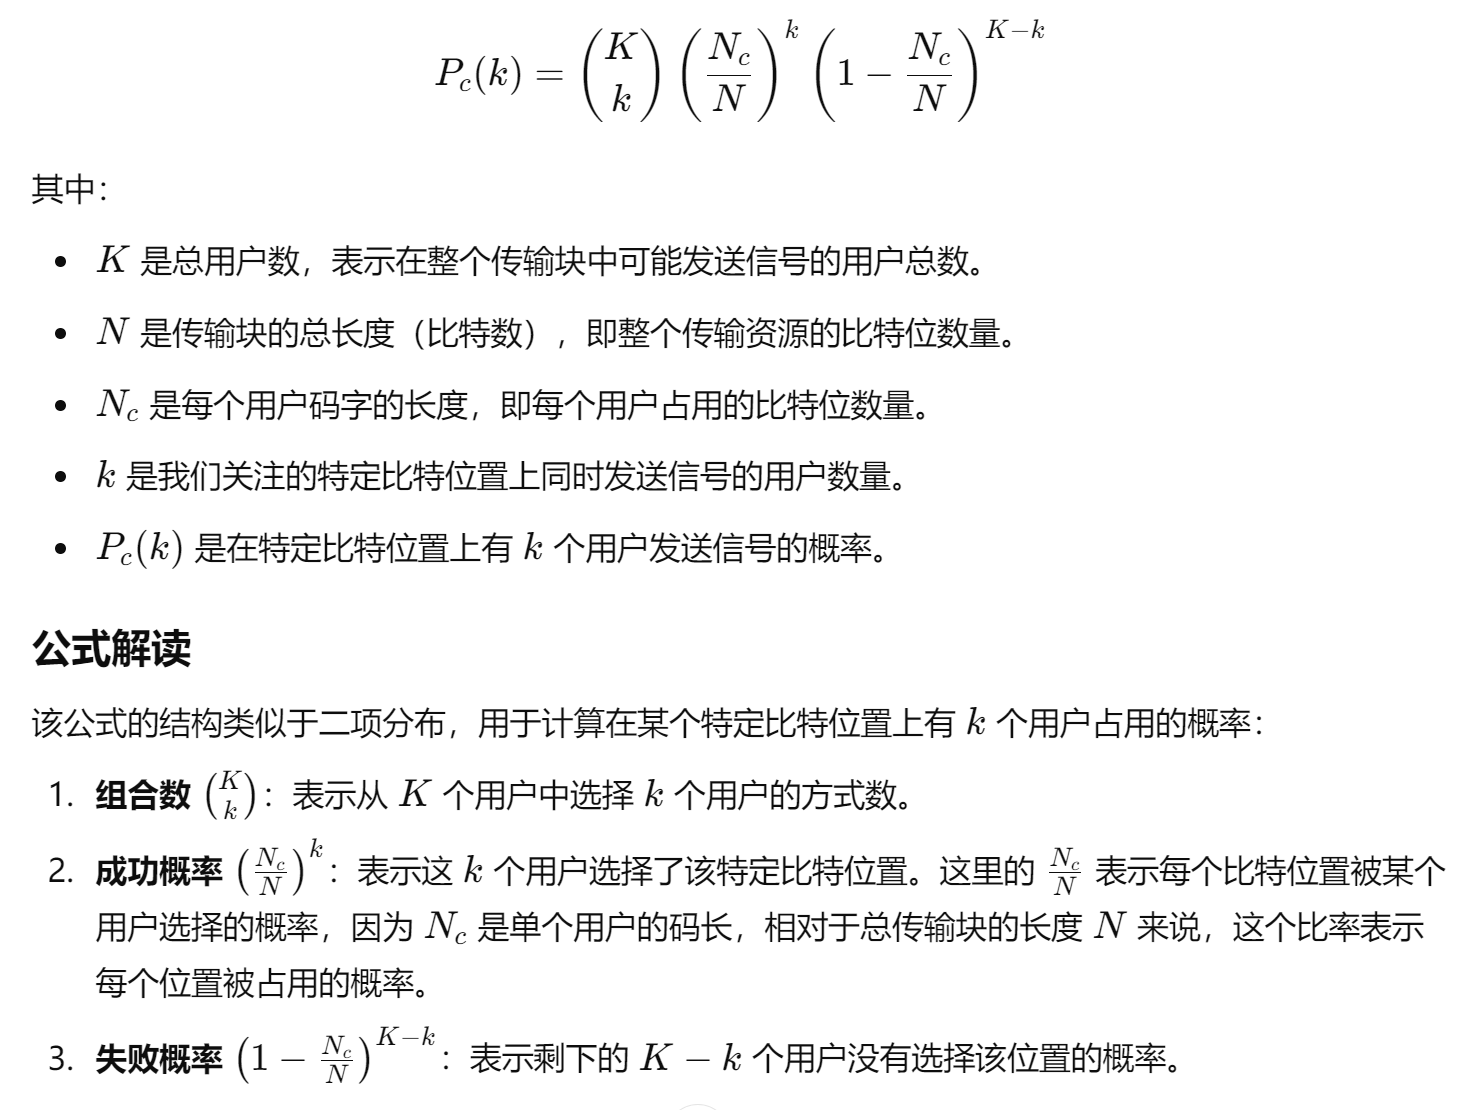 $$P_c(k) = \binom{K}{k} \left(\frac{N_c}{N}\right)^k \left(1 - \frac{N_c}{N}\right)^{K-k}$$
其中：
• $K$ 是总用户数，表示在整个传输块中可能发送信号的用户总数。
• $N$ 是传输块的总长度（比特数），即整个传输资源的比特位数量。
• $N_c$ 是每个用户码字的长度，即每个用户占用的比特位数量。
• $k$ 是我们关注的特定比特位置上同时发送信号的用户数量。
• $P_c(k)$ 是在特定比特位置上有 $k$ 个用户发送信号的概率。
公式解读
该公式的结构类似于二项分布，用于计算在某个特定比特位置上有 $k$ 个用户占用的概率：
1. 组合数 $\binom{K}{k}$：表示从 $K$ 个用户中选择 $k$ 个用户的方式数。
2. 成功概率 $\left(\frac{N_c}{N}\right)^k$：表示这 $k$ 个用户选择了该特定比特位置。这里的 $\frac{N_c}{N}$ 表示每个比特位置被某个
用户选择的概率，因为 $N_c$ 是单个用户的码长，相对于总传输块的长度 $N$ 来说，这个比率表示
每个位置被占用的概率。
3. 失败概率 $\left(1 - \frac{N_c}{N}\right)^{K-k}$：表示剩下的 $K - k$ 个用户没有选择该位置的概率。